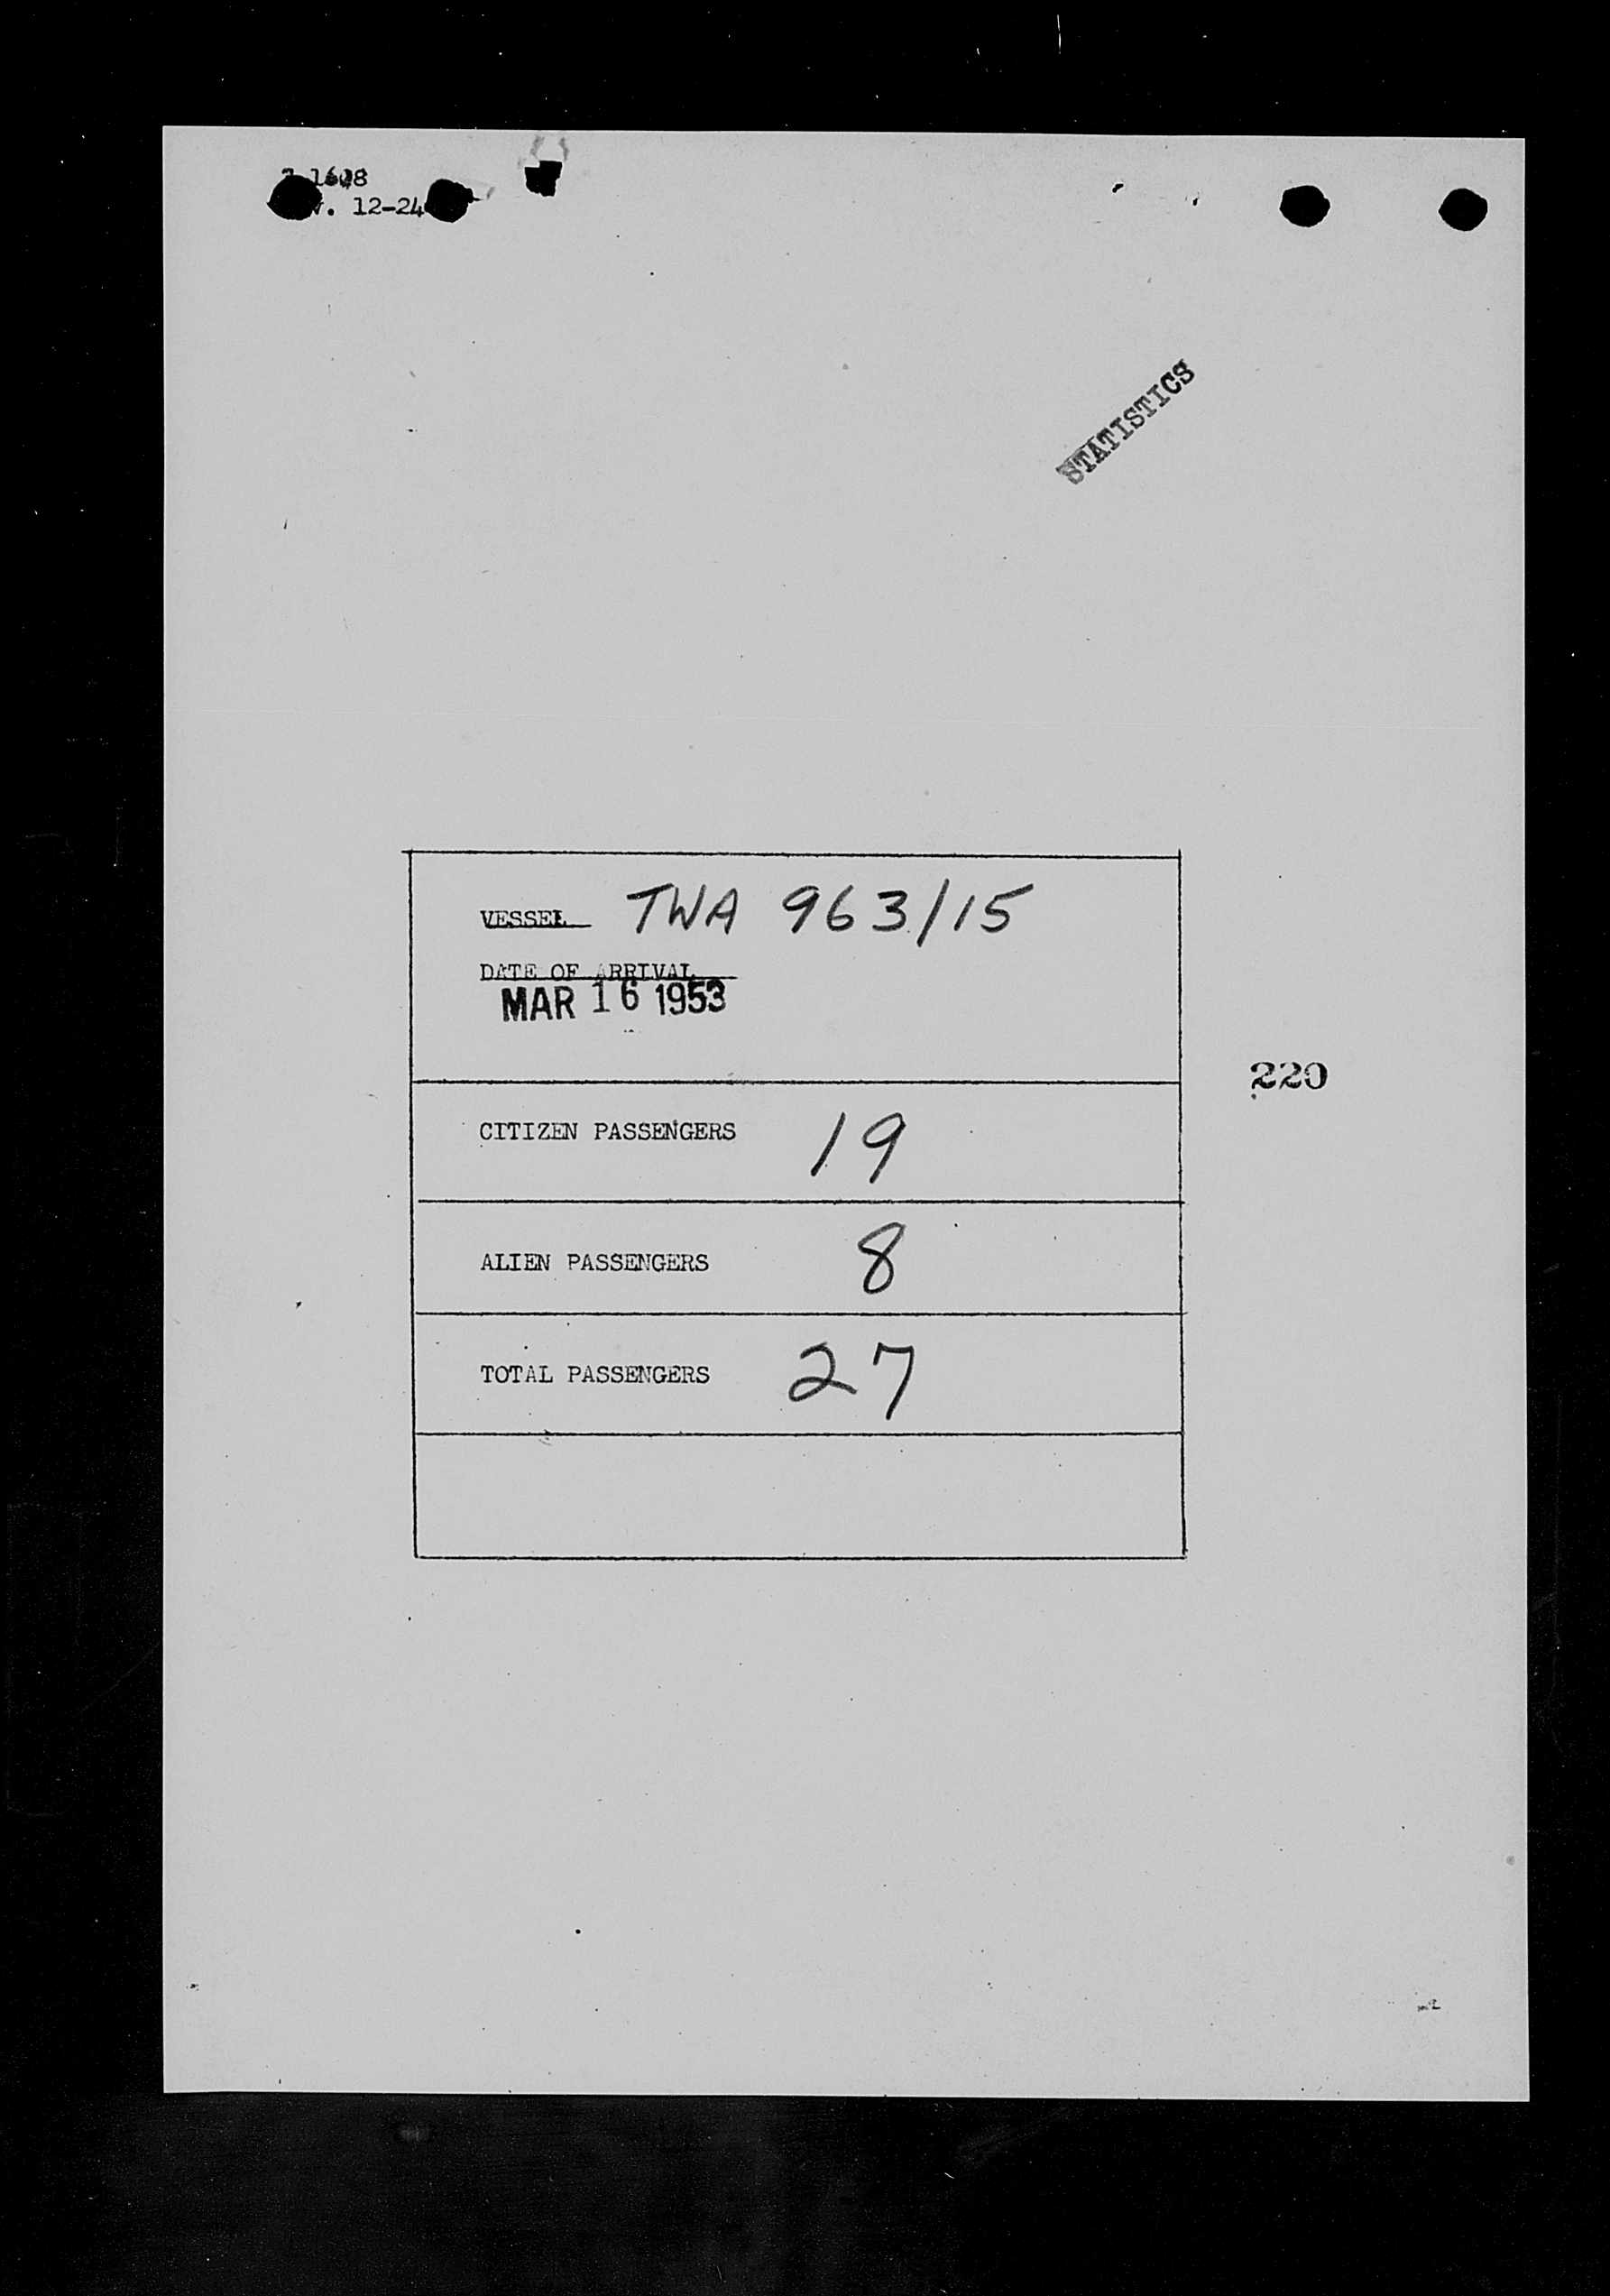 1608
v. 12-24
STATISTICS
VESSEL TWA 963/15
DATE OF ARRIVAL
MAR 16 1953
220
CITIZEN PASSENGERS 19
ALIEN PASSENGERS 8
TOTAL PASSENGERS 27